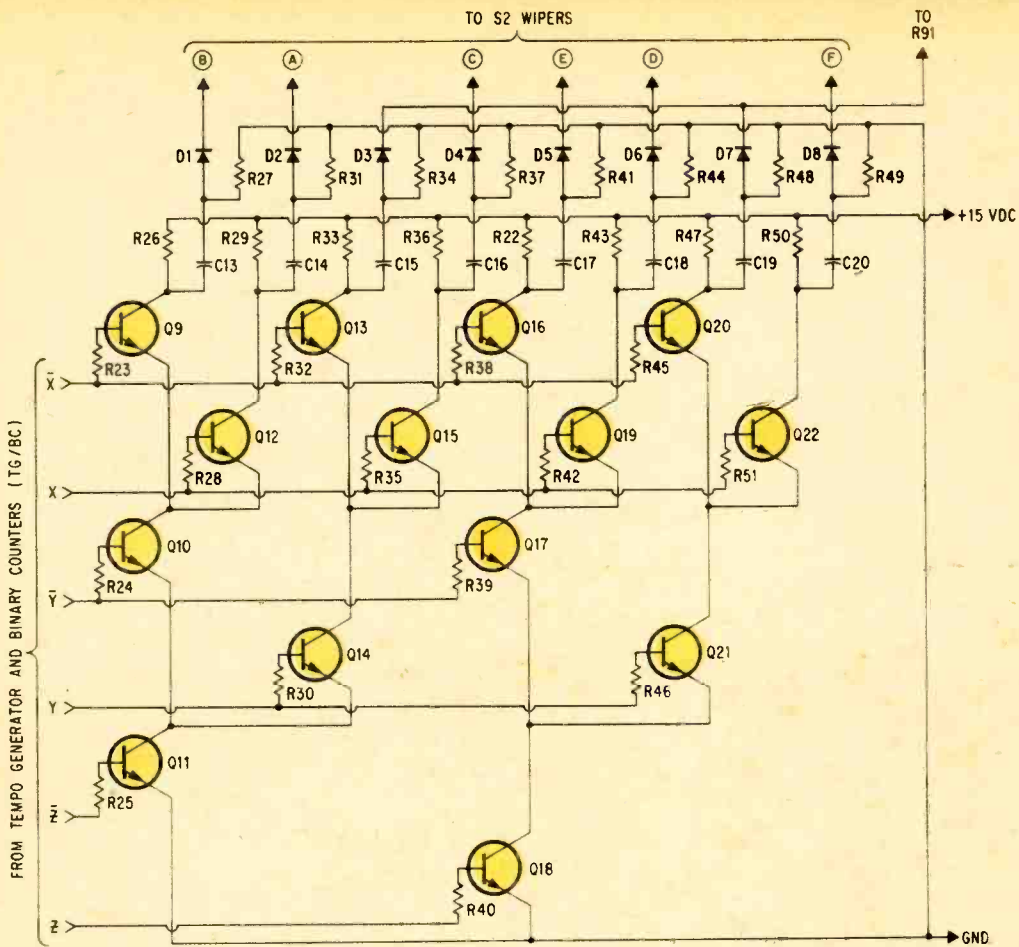 TO S2 WIPERS
TO
R91
B A C E D F
D1 D2 D3 D4 D5 D6 D7 D8
R27 R31 R34 R37 R41 R44 R48 R49
+15 VDC
R26 R29 R33 R36 R22 R43 R47 R50
C13 C14 C15 C16 C17 C18 C19 C20
Q9 Q13 Q16 Q20
R23 R32 R38 R45
X̄
Q12 Q15 Q19 Q22
R28 R35 R42 R51
X
Q10 Q17
R24 R39
Ȳ
Q14 Q21
R30 R46
Y
Q11
R25
Z̄
Q18
R40
Z
GND
FROM TEMPO GENERATOR AND BINARY COUNTERS (TG/BC)